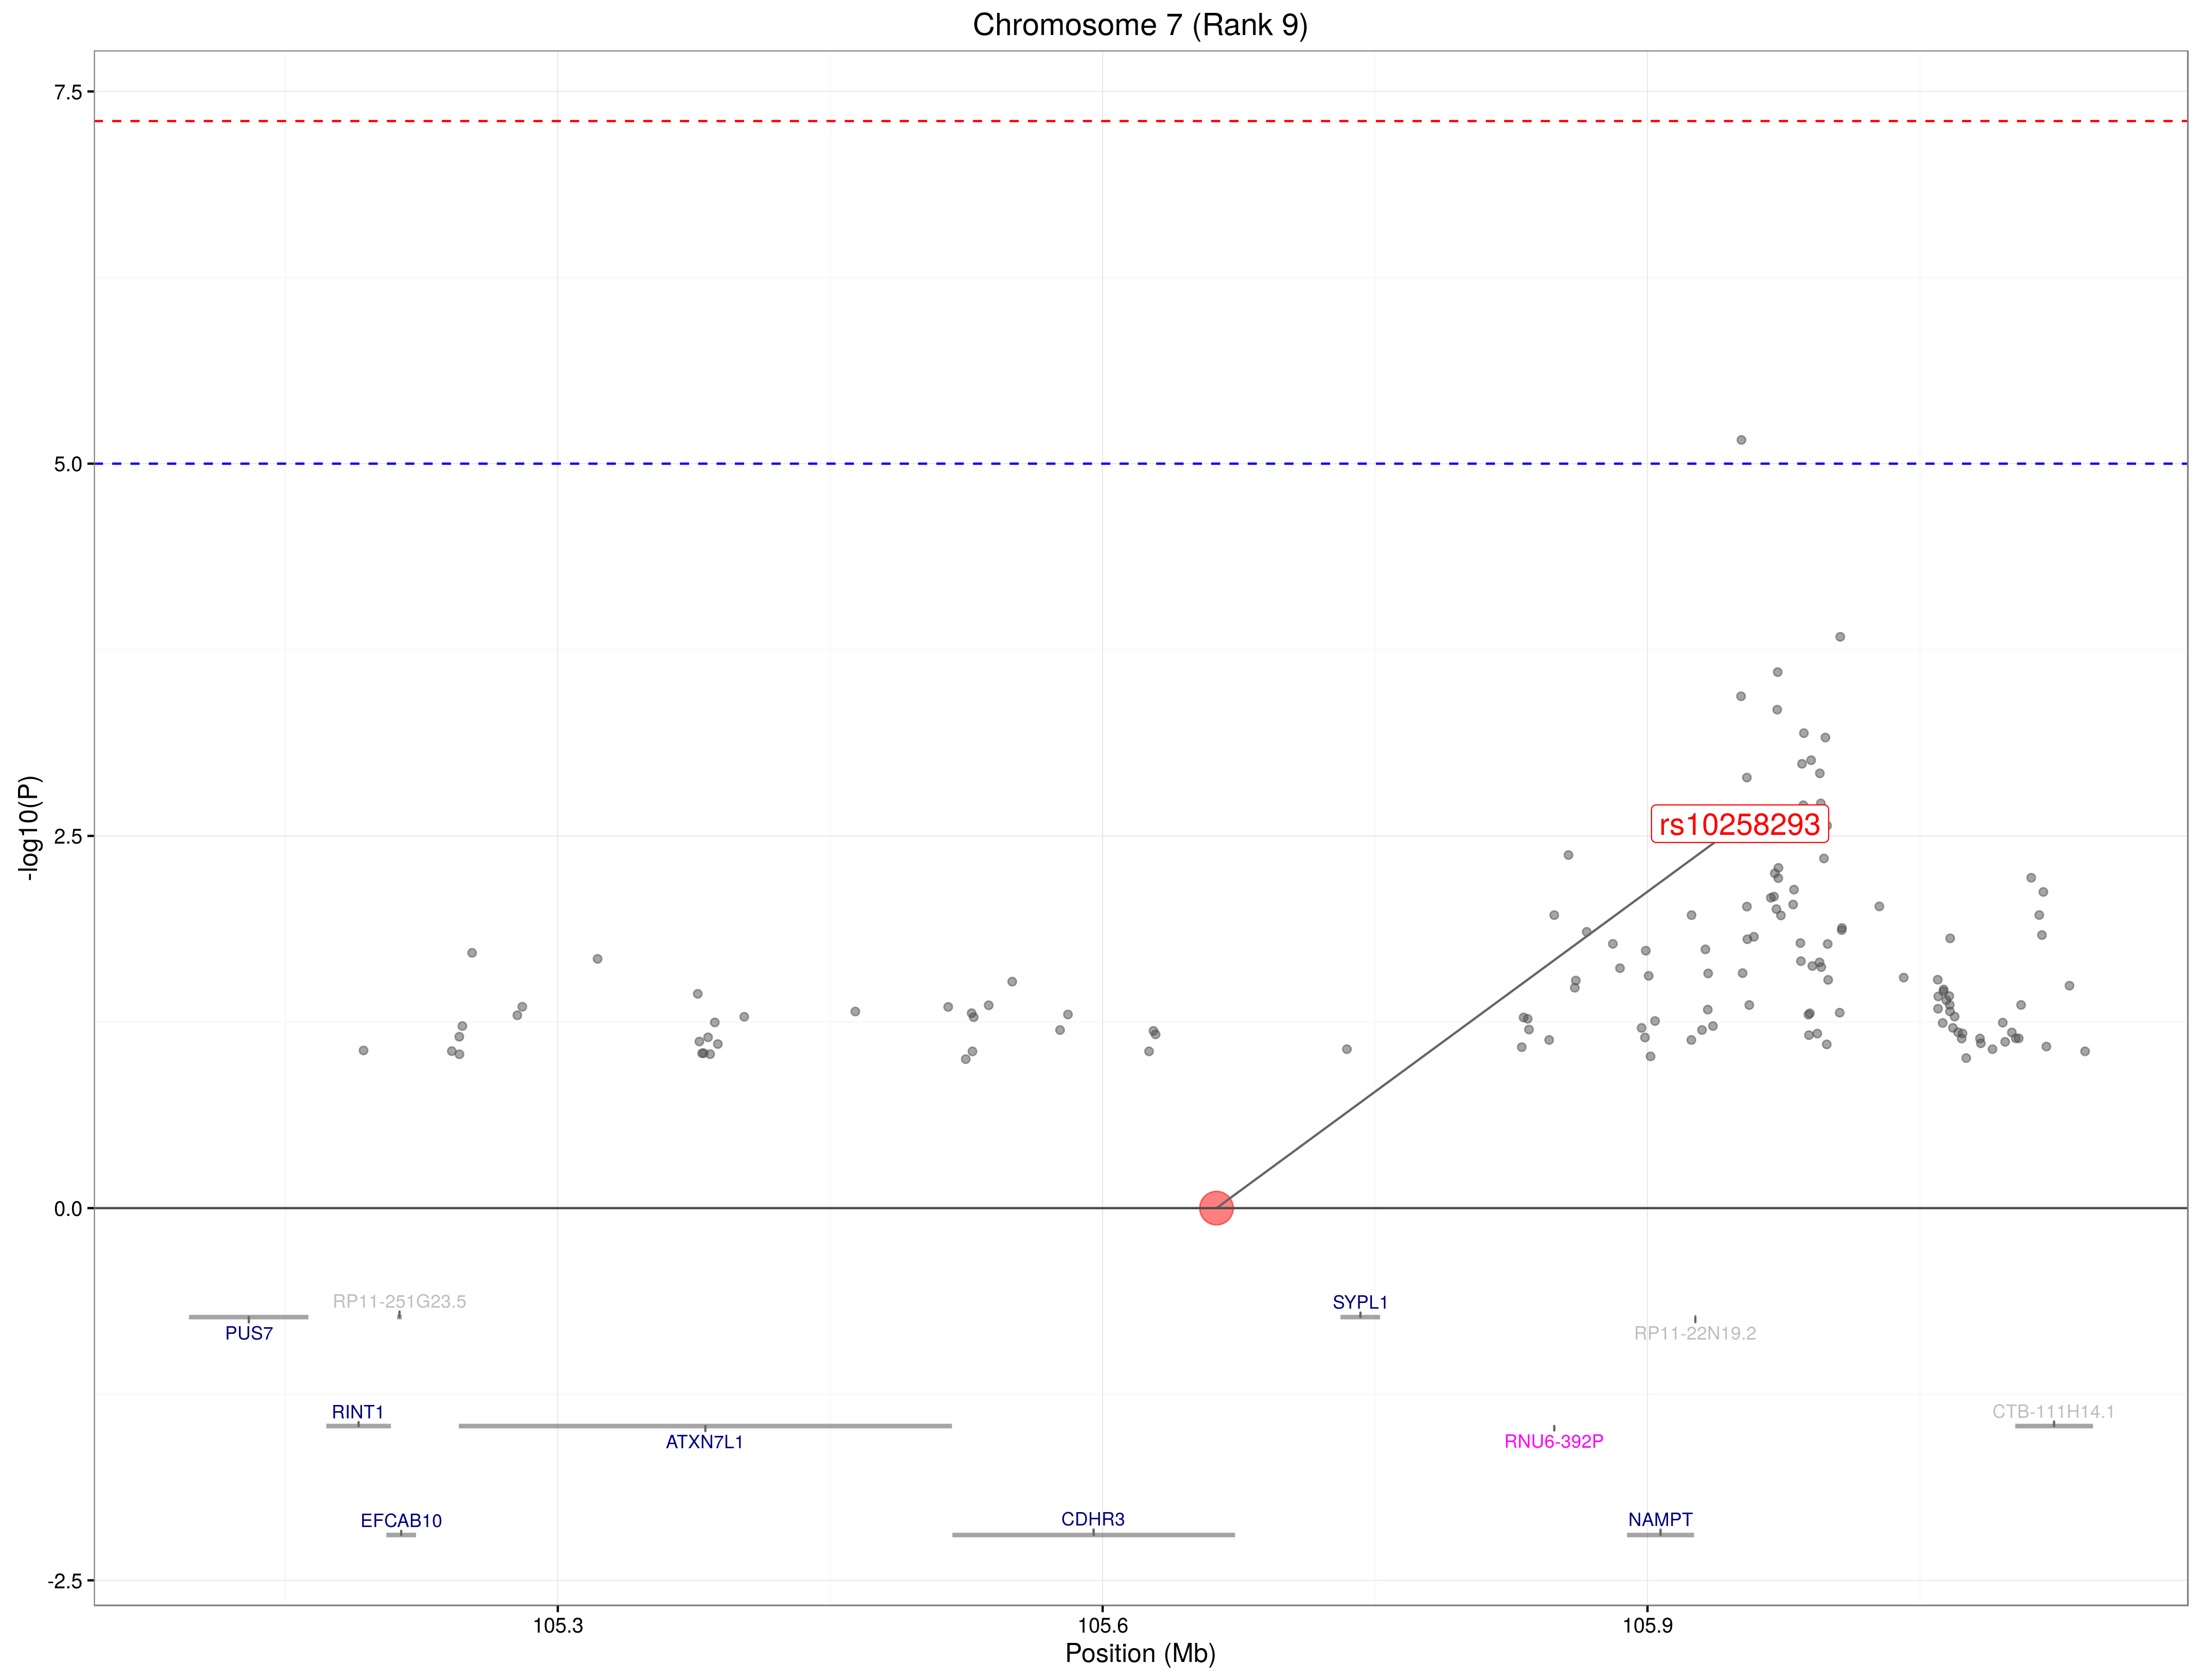 Chromosome 7 (Rank 9)
7.5
5.0
2.5
0.0
-2.5
-log10(P)
rs10258293
RP11-251G23.5
SYPL1
PUS7
RP11-22N19.2
RINT1
CTB-111H14.1
ATXN7L1
RNU6-392P
EFCAB10
CDHR3
NAMPT
105.3
105.6
105.9
Position (Mb)